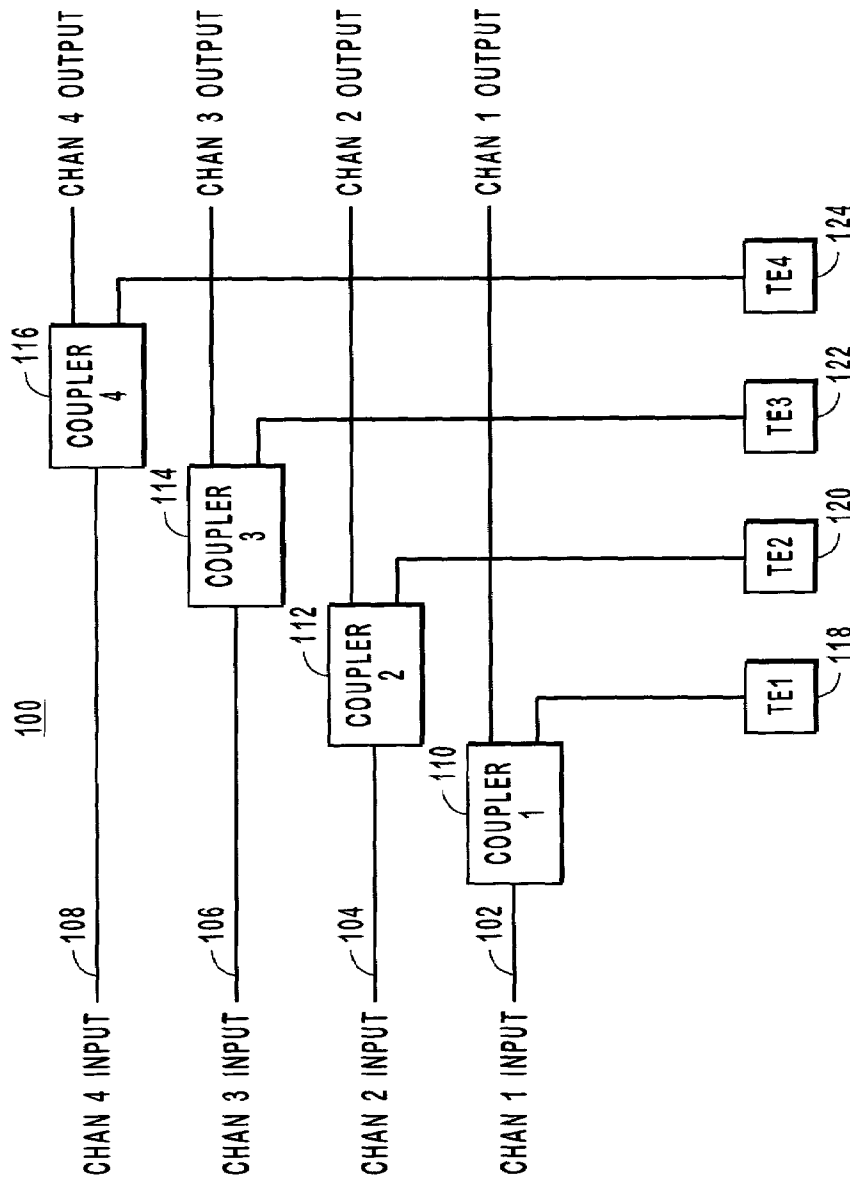 100
CHAN 4 INPUT
108
116
COUPLER
4
CHAN 4 OUTPUT
CHAN 3 INPUT
106
114
COUPLER
3
CHAN 3 OUTPUT
CHAN 2 INPUT
104
112
COUPLER
2
CHAN 2 OUTPUT
CHAN 1 INPUT
102
110
COUPLER
1
CHAN 1 OUTPUT
TE1
118
TE2
120
TE3
122
TE4
124